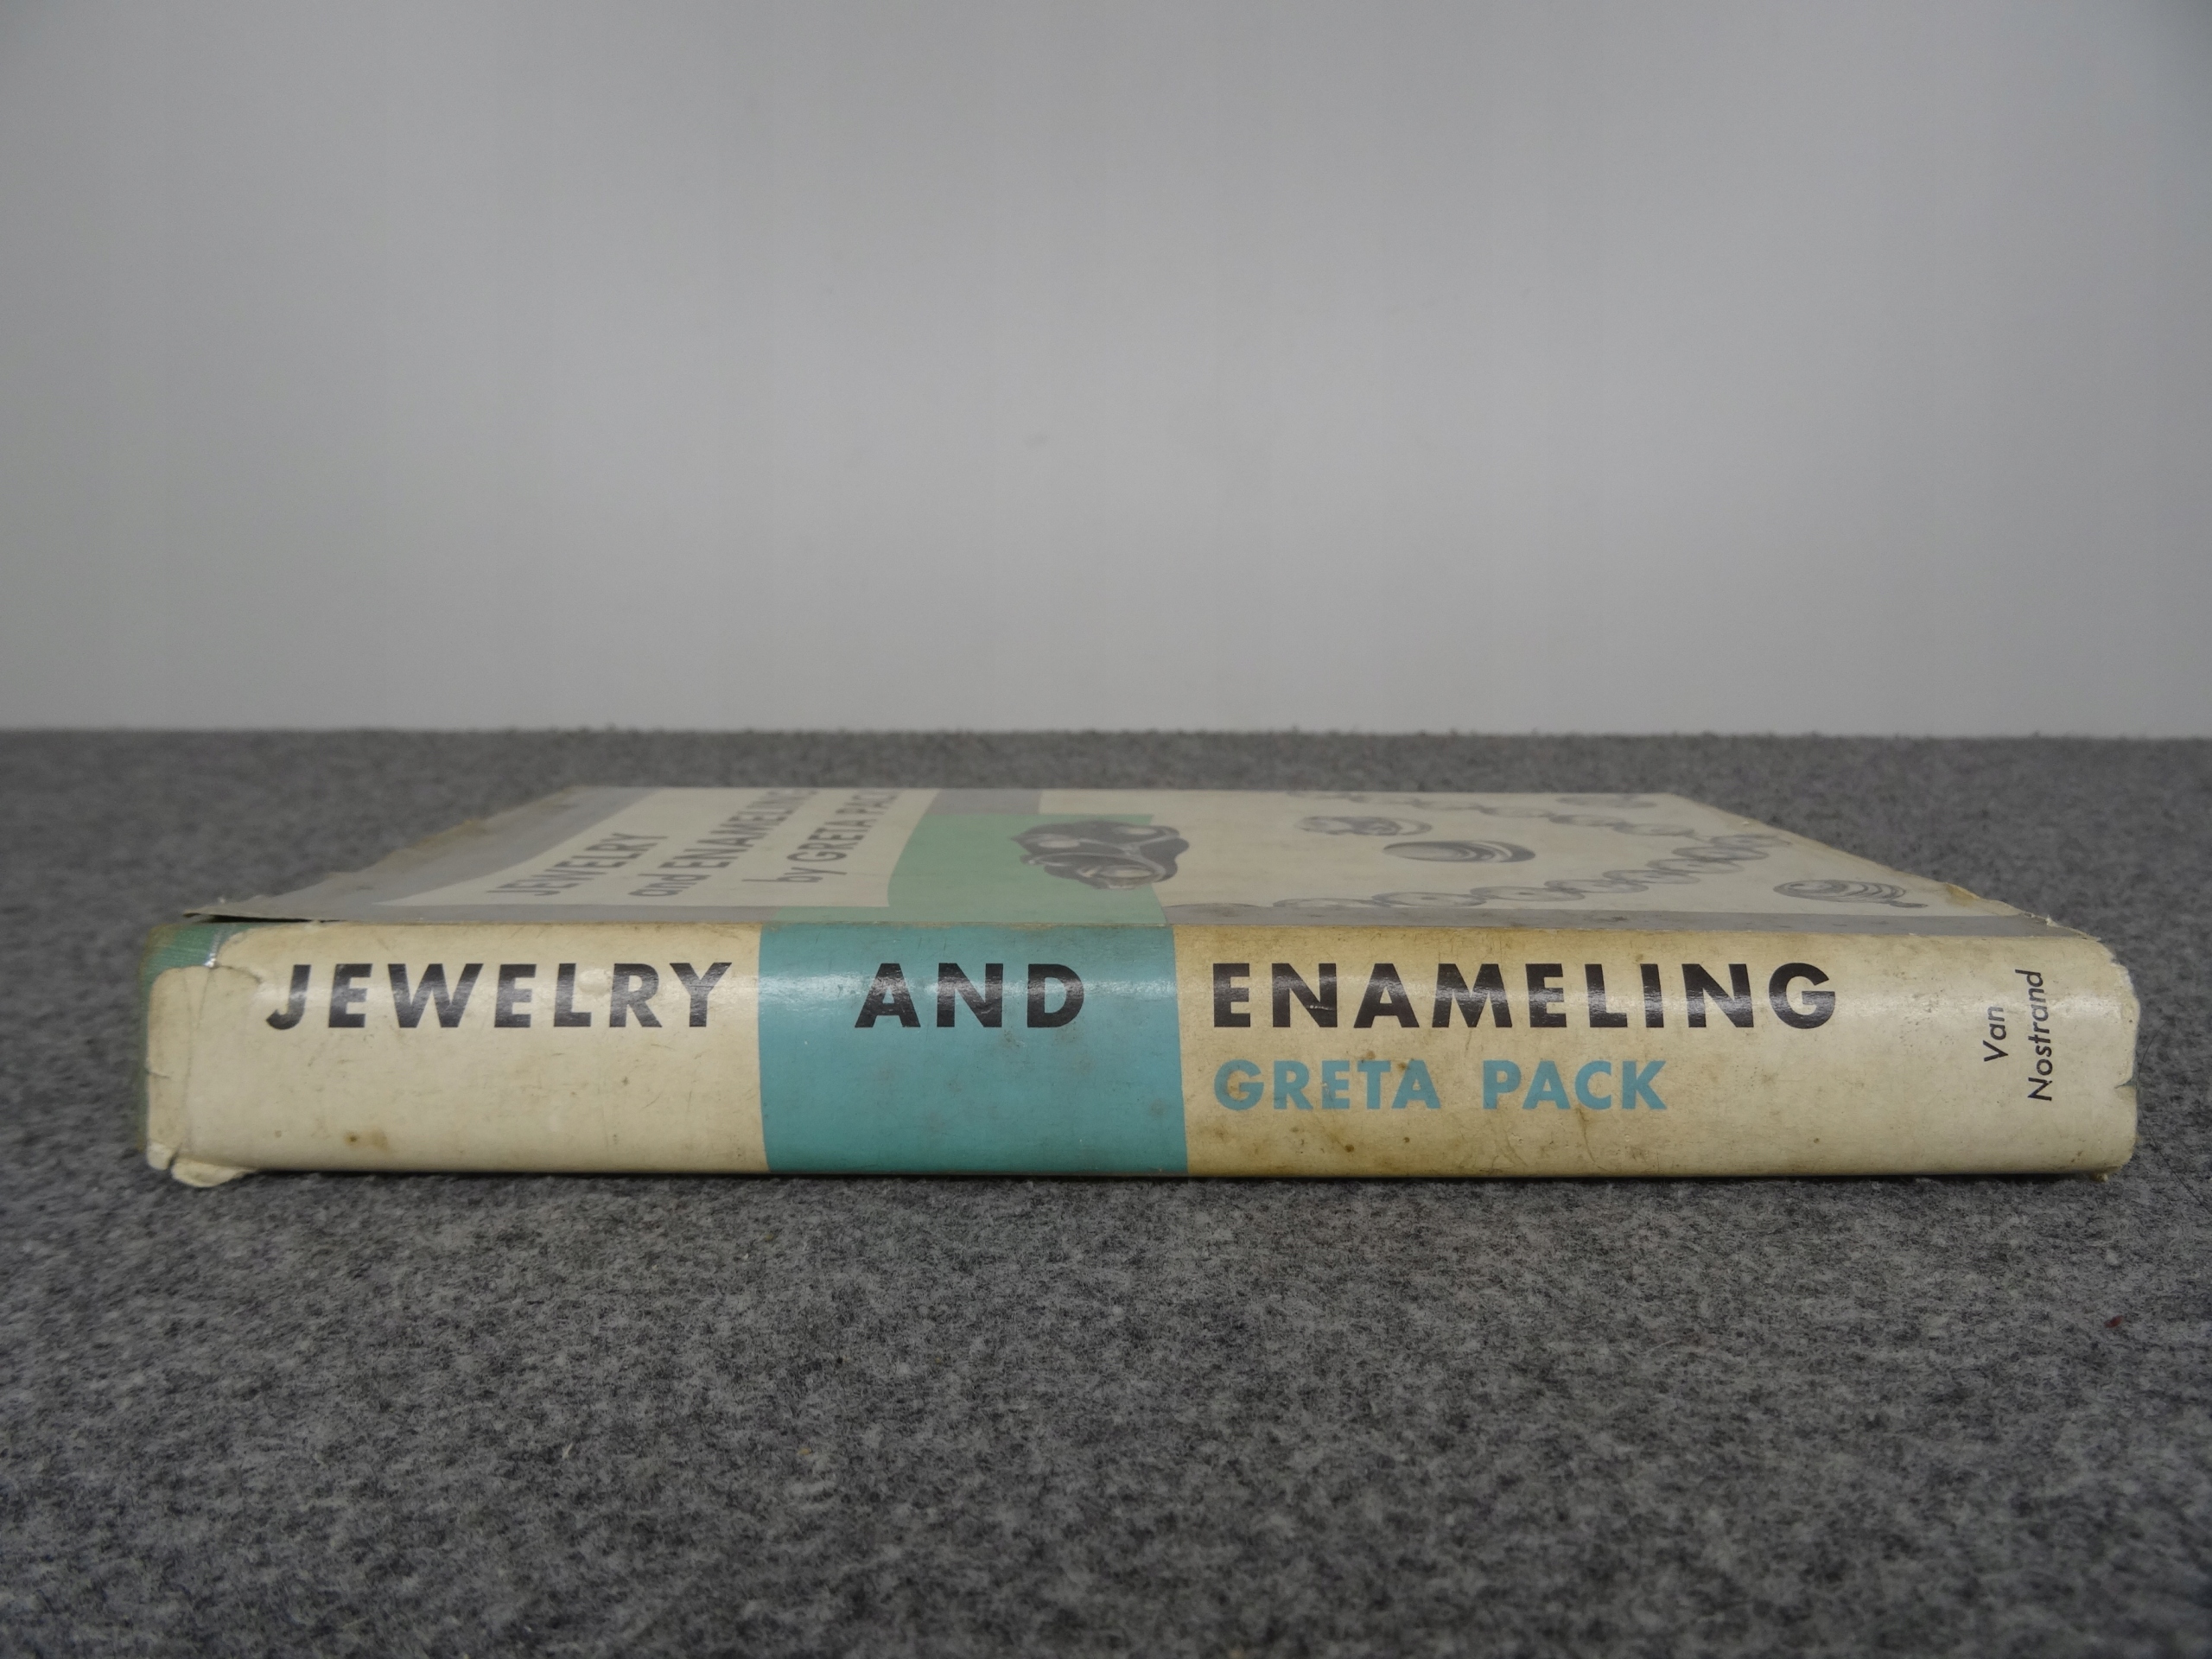 JEWELRY
and ENAMELING
by GRETA PACK
JEWELRY AND ENAMELING
GRETA PACK
Van
Nostrand